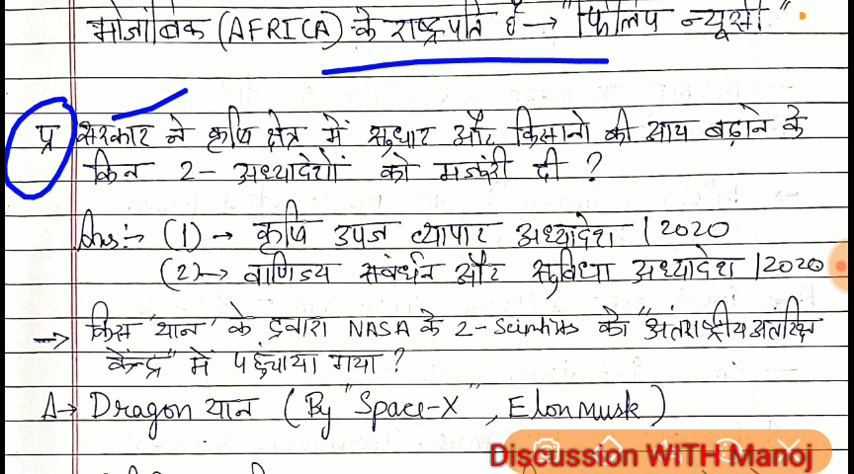 मोजांबिक (AFRICA) के राष्ट्रपति है → "फिलिप न्यूसी"
प्र सरकार ने कृषि क्षेत्र में सुधार और किसानो की आय बढ़ाने के
किन 2- अध्यादेशों को मंजूरी दी ?
Ans:- (1) → कृषि उपज व्यापार अध्यादेश | 2020
(2) → वाणिज्य संवर्धन और सुविधा अध्यादेश | 2020
→ किस 'यान' के द्वारा NASA के 2- Scintists को "अंतराष्ट्रीय अंतरिक्ष
केन्द्र" में पहुंचाया गया ?
A→ Dragon यान (By "Space-X", Elon musk)
Discussion WITH Manoj